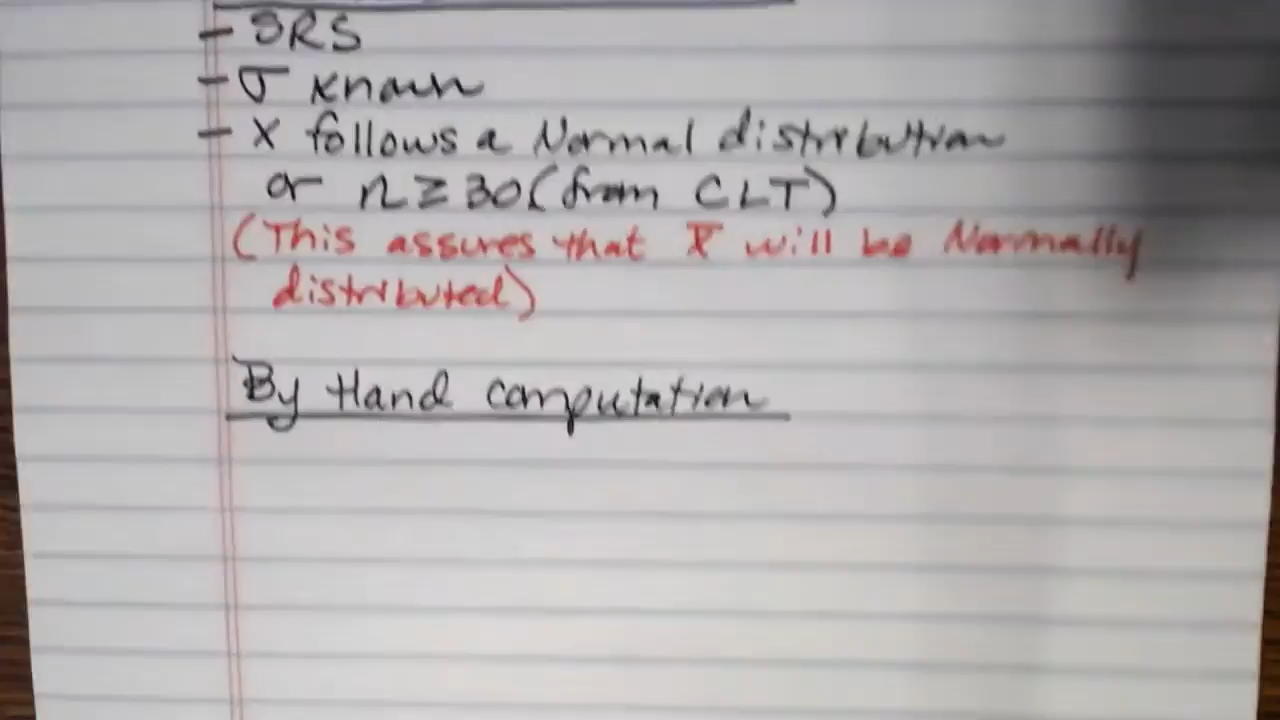 - SRS
- σ known
- X follows a Normal distribution
or n ≥ 30 (from CLT)
(This assures that x̅ will be Normally
distributed)
By Hand computation